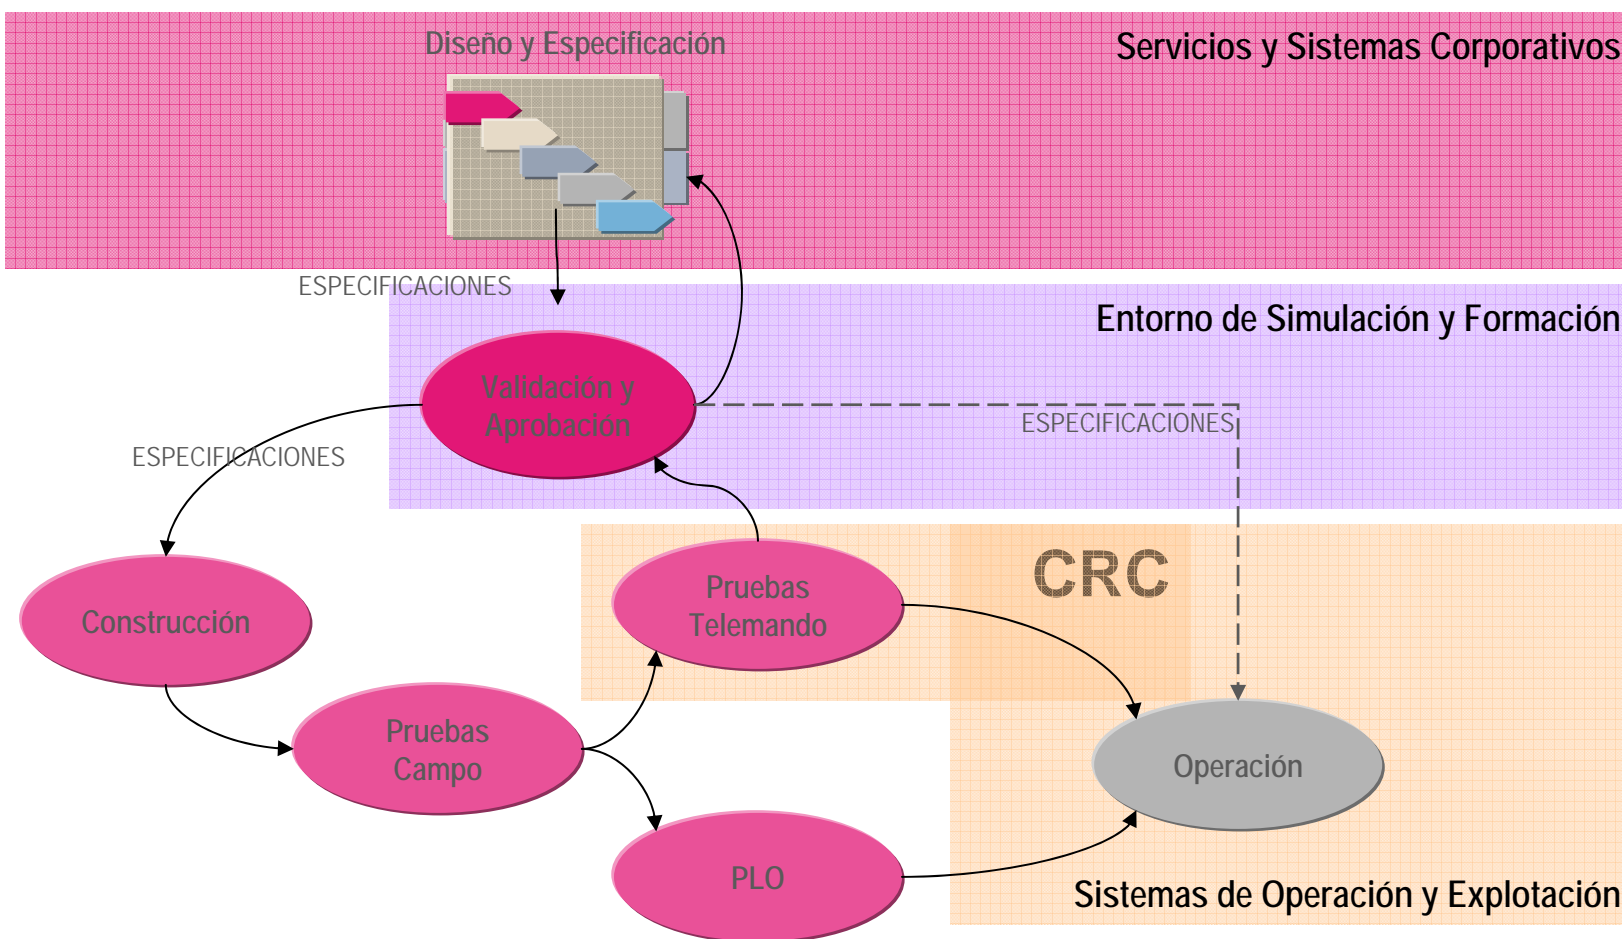 Diseño y Especificación
Servicios y Sistemas Corporativos
ESPECIFICACIONES
Entorno de Simulación y Formación
Validación y
Aprobación
ESPECIFICACIONES
ESPECIFICACIONES
CRC
Pruebas
Telemando
Construcción
Pruebas
Campo
Operación
PLO
Sistemas de Operación y Explotación